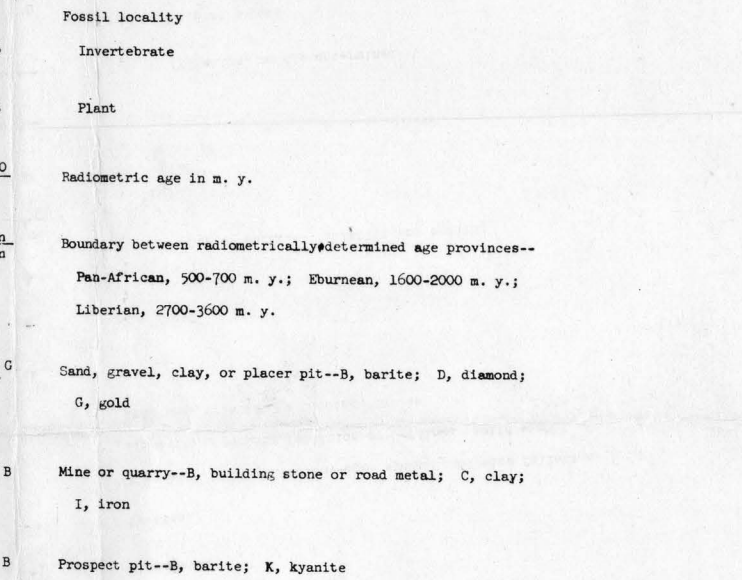 Fossil locality
Invertebrate
Plant
Radiometric age in m. y.
Boundary between radiometrically determined age provinces--
Pan-African, 500-700 m. y.; Eburnean, 1600-2000 m. y.;
Liberian, 2700-3600 m. y.
G Sand, gravel, clay, or placer pit--B, barite; D, diamond;
G, gold
B Mine or quarry--B, building stone or road metal; C, clay;
I, iron
B Prospect pit--B, barite; K, kyanite